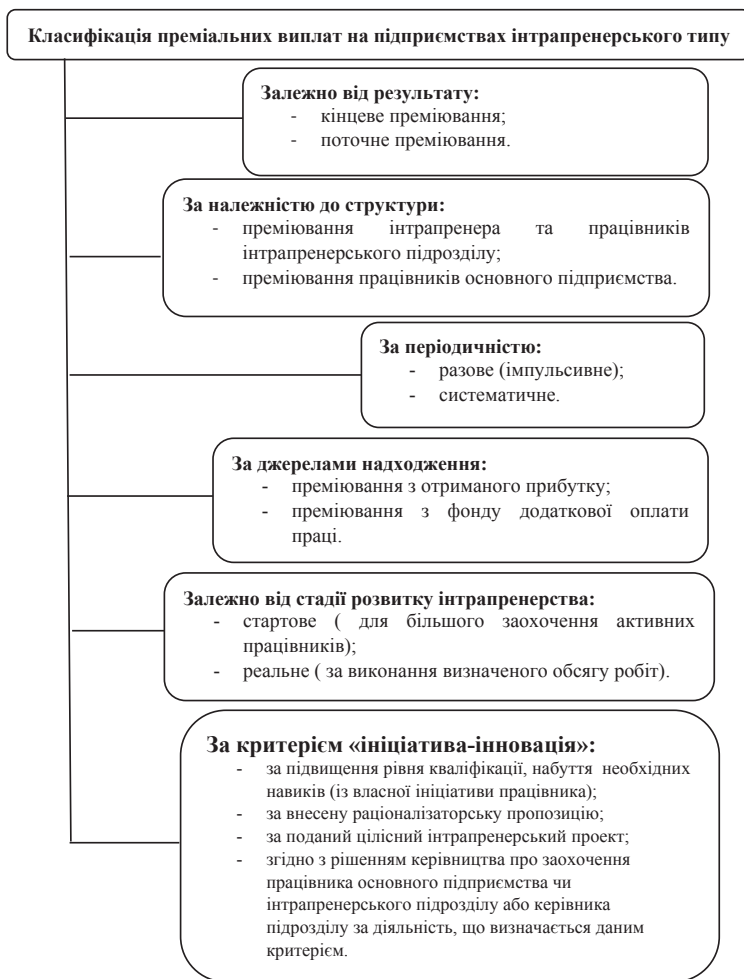 Класифікація преміальних виплат на підприємствах інтрапренерського типу
Залежно від результату:
- кінцеве преміювання;
- поточне преміювання.
За належністю до структури:
- преміювання інтрапренера та працівників
інтрапренерського підрозділу;
- преміювання працівників основного підприємства.
За періодичністю:
- разове (імпульсивне);
- систематичне.
За джерелами надходження:
- преміювання з отриманого прибутку;
- преміювання з фонду додаткової оплати
праці.
Залежно від стадії розвитку інтрапренерства:
- стартове ( для більшого заохочення активних
працівників);
- реальне ( за виконання визначеного обсягу робіт).
За критерієм «ініціатива-інновація»:
- за підвищення рівня кваліфікації, набуття необхідних
навиків (із власної ініціативи працівника);
- за внесену раціоналізаторську пропозицію;
- за поданий цілісний інтрапренерський проект;
- згідно з рішенням керівництва про заохочення
працівника основного підприємства чи
інтрапренерського підрозділу або керівника
підрозділу за діяльність, що визначається даним
критерієм.